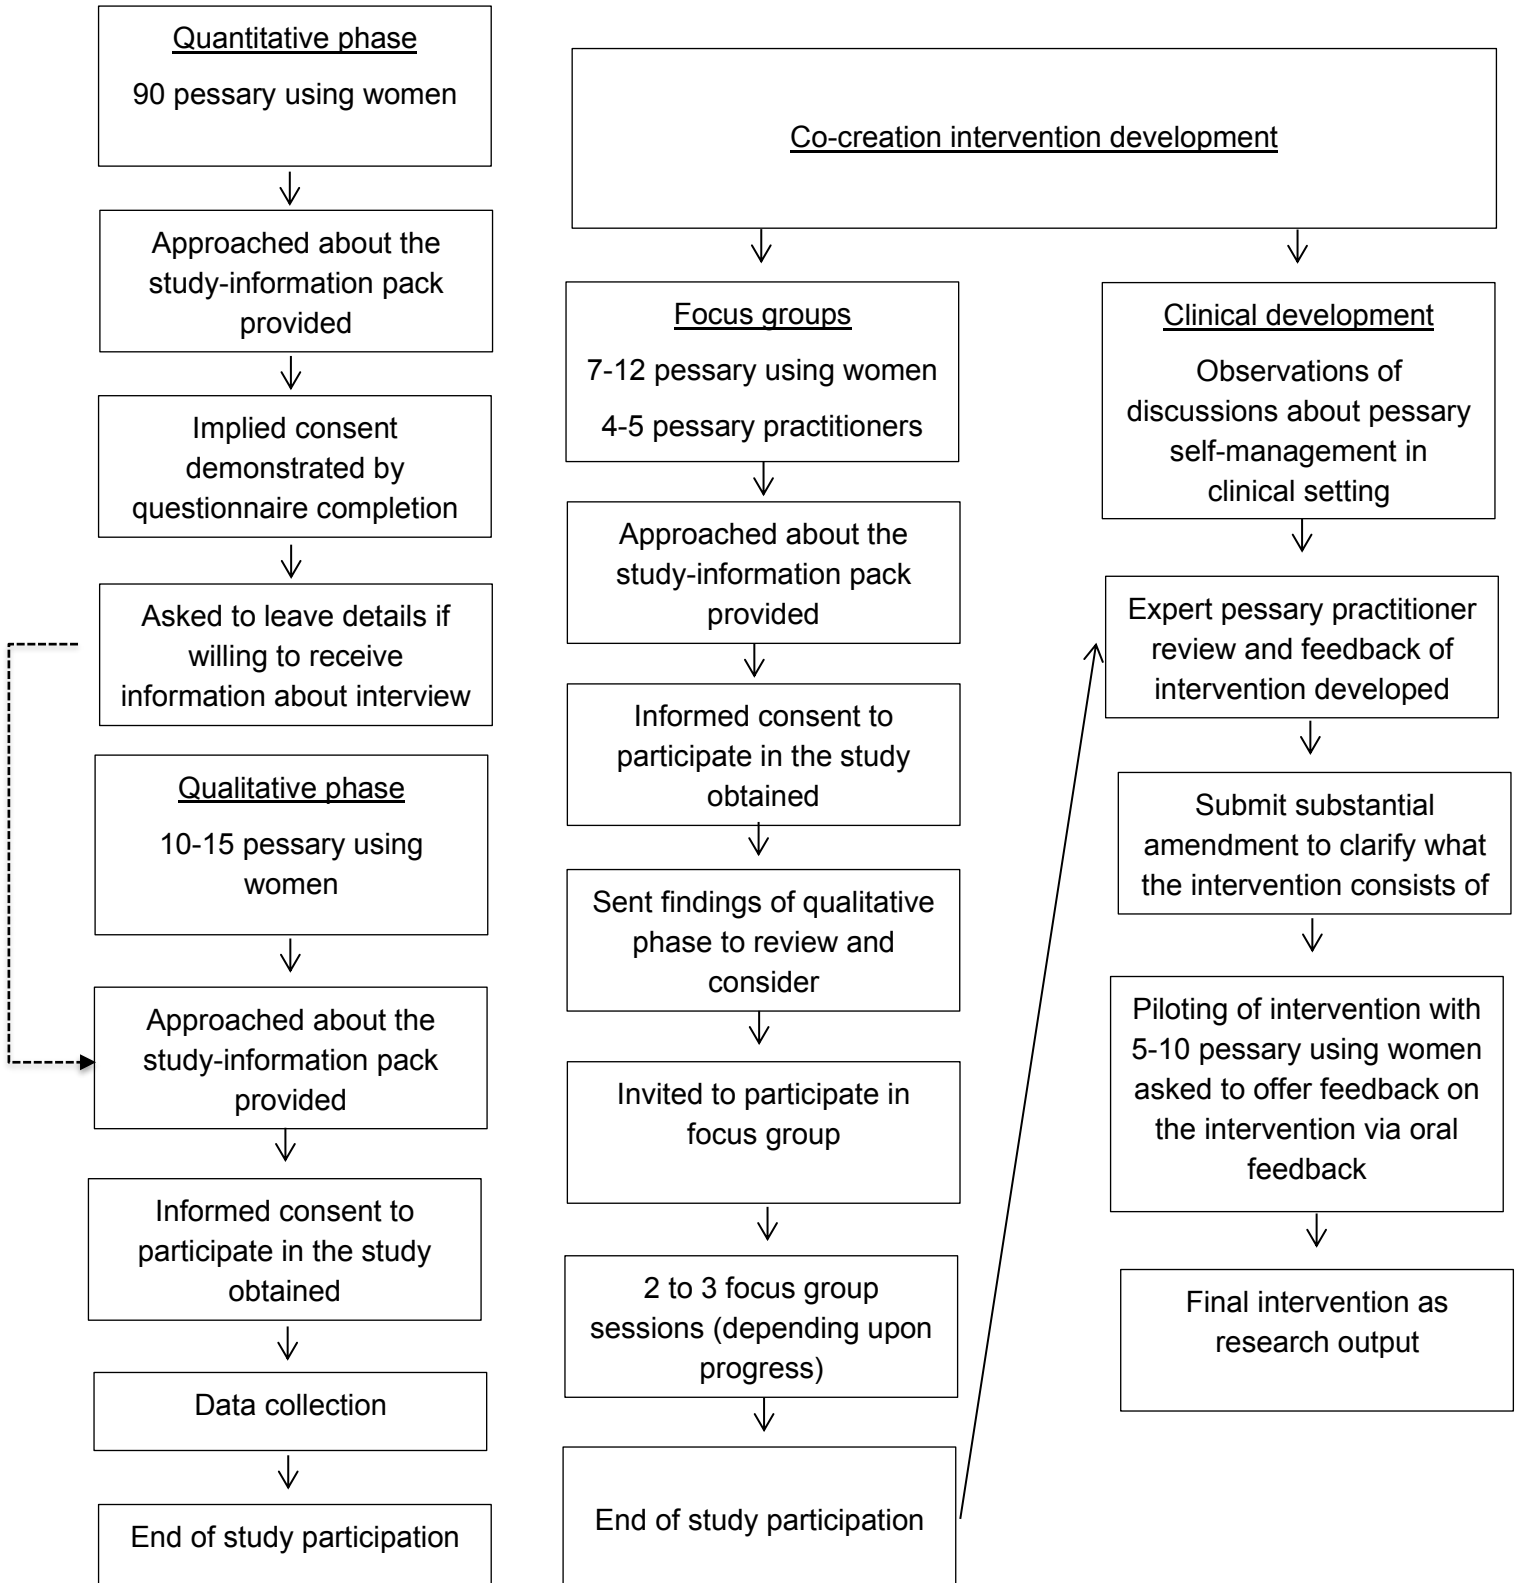 Quantitative phase
90 pessary using women
Approached about the
study-information pack
provided
Implied consent
demonstrated by
questionnaire completion
Asked to leave details if
willing to receive
information about interview
Qualitative phase
10-15 pessary using
women
Approached about the
study-information pack
provided
Informed consent to
participate in the study
obtained
Data collection
End of study participation
Co-creation intervention development
Focus groups
7-12 pessary using women
4-5 pessary practitioners
Approached about the
study-information pack
provided
Informed consent to
participate in the study
obtained
Sent findings of qualitative
phase to review and
consider
Invited to participate in
focus group
2 to 3 focus group
sessions (depending upon
progress)
End of study participation
Clinical development
Observations of
discussions about pessary
self-management in
clinical setting
Expert pessary practitioner
review and feedback of
intervention developed
Submit substantial
amendment to clarify what
the intervention consists of
Piloting of intervention with
5-10 pessary using women
asked to offer feedback on
the intervention via oral
feedback
Final intervention as
research output